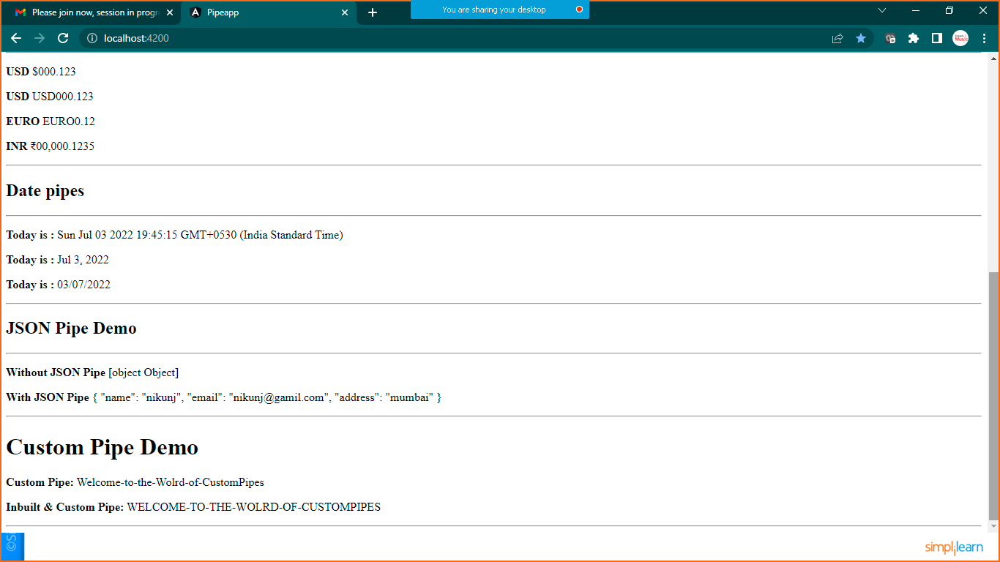 Please join now, session in progr
Pipeapp
You are sharing your desktop
localhost:4200
USD $000.123
USD USD000.123
EURO EURO0.12
INR ₹00,000.1235
Date pipes
Today is : Sun Jul 03 2022 19:45:15 GMT+0530 (India Standard Time)
Today is : Jul 3, 2022
Today is : 03/07/2022
JSON Pipe Demo
Without JSON Pipe [object Object]
With JSON Pipe { "name": "nikunj", "email": "nikunj@gamil.com", "address": "mumbai" }
Custom Pipe Demo
Custom Pipe: Welcome-to-the-Wolrd-of-CustomPipes
Inbuilt & Custom Pipe: WELCOME-TO-THE-WOLRD-OF-CUSTOMPIPES
©S
simplilearn